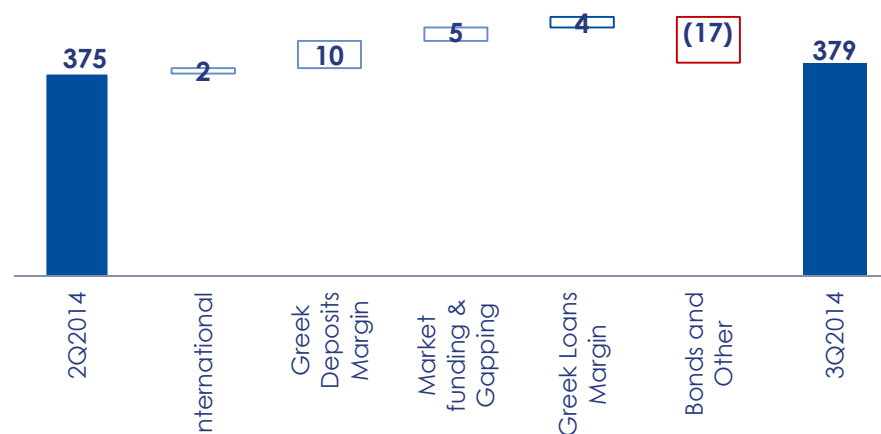 375
2
10
5
4
(17)
379
2Q2014
nternational
Greek
Deposits
Margin
Market
funding &
Gapping
Greek Loans
Margin
Bonds and
Other
3Q2014